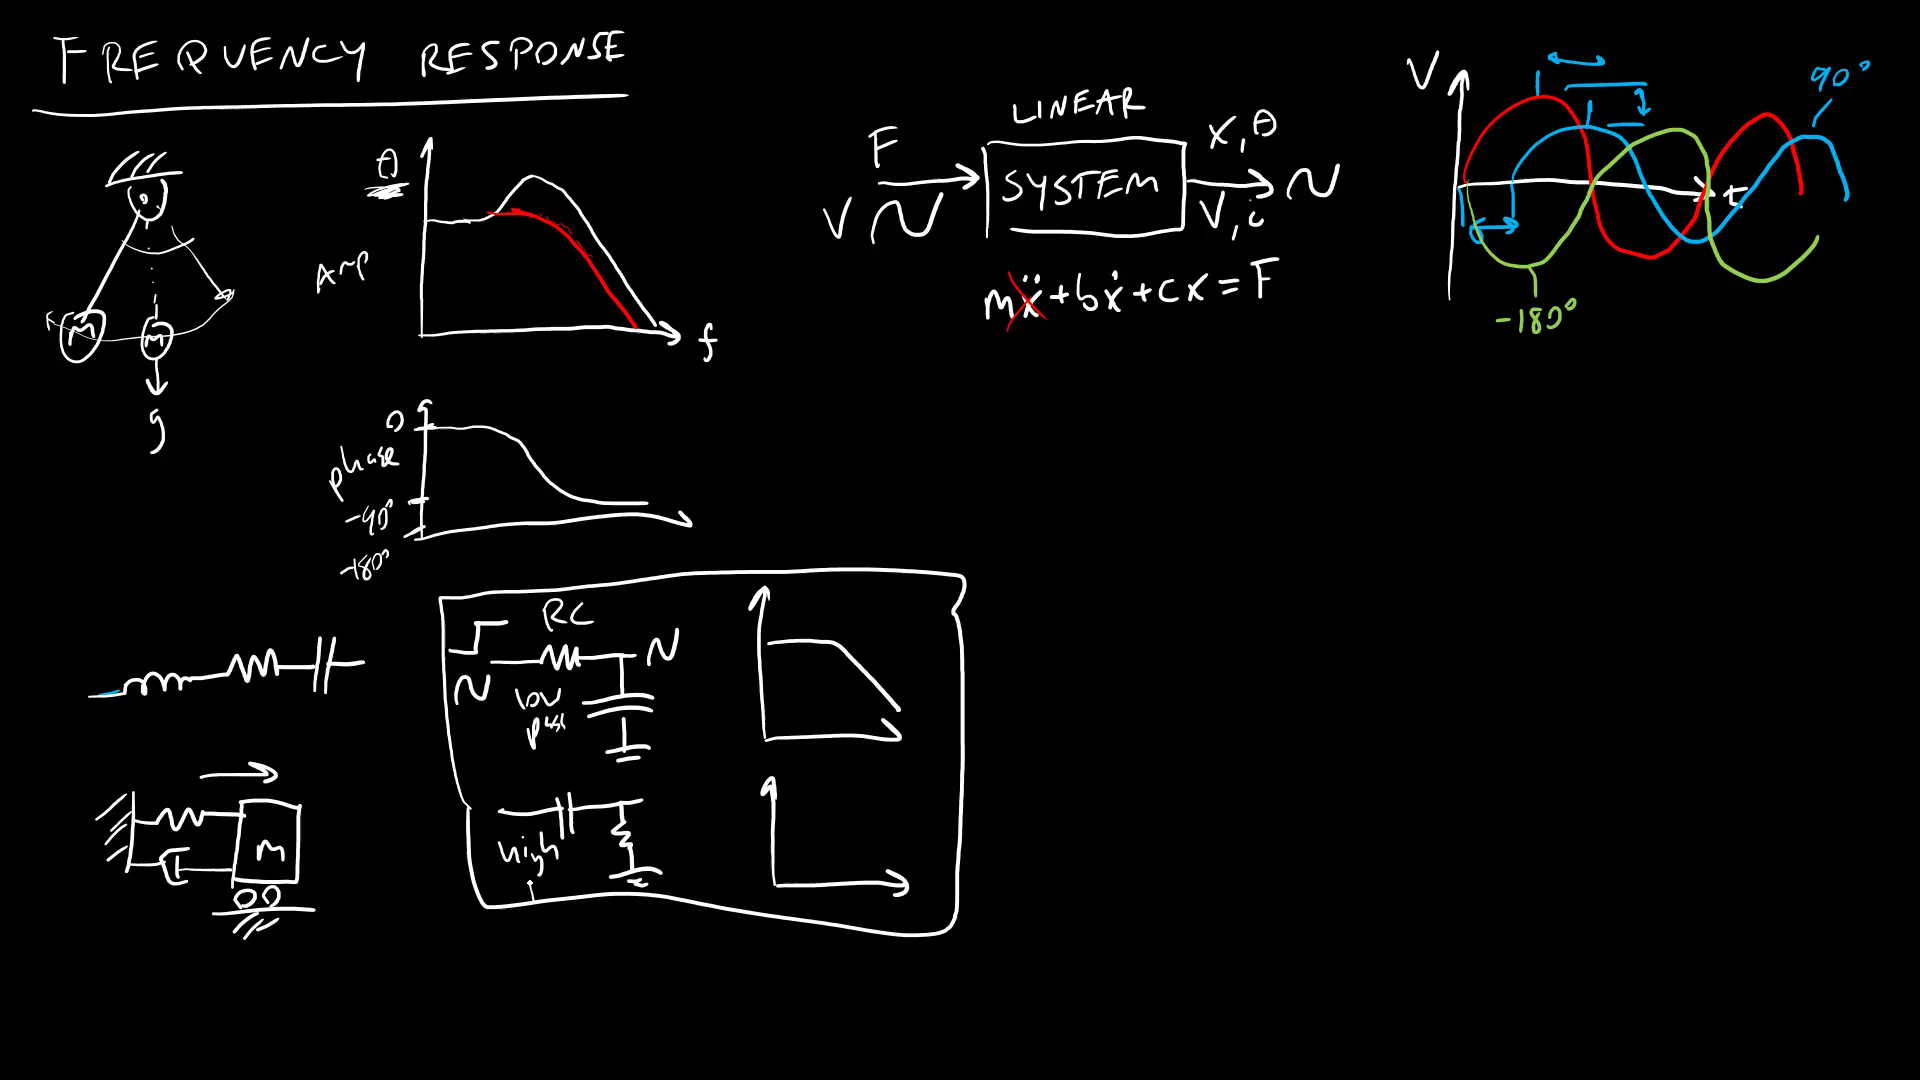 FREQUENCY RESPONSE
θ
Amp
f
m
m
g
0
phase
-90°
-180°
LINEAR
F
SYSTEM
x, θ
V
V, i
mẍ + bẋ + cx = F
V
t
90°
-180°
RC
low
pass
high
m